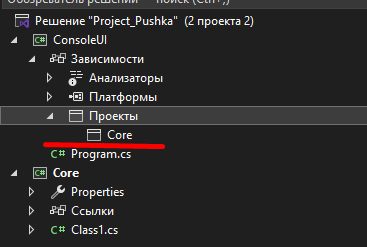 Решение "Project_Pushka" (2 проекта 2)
C# ConsoleUI
Зависимости
Анализаторы
Платформы
Проекты
Core
C# Program.cs
C# Core
Properties
Ссылки
C# Class1.cs